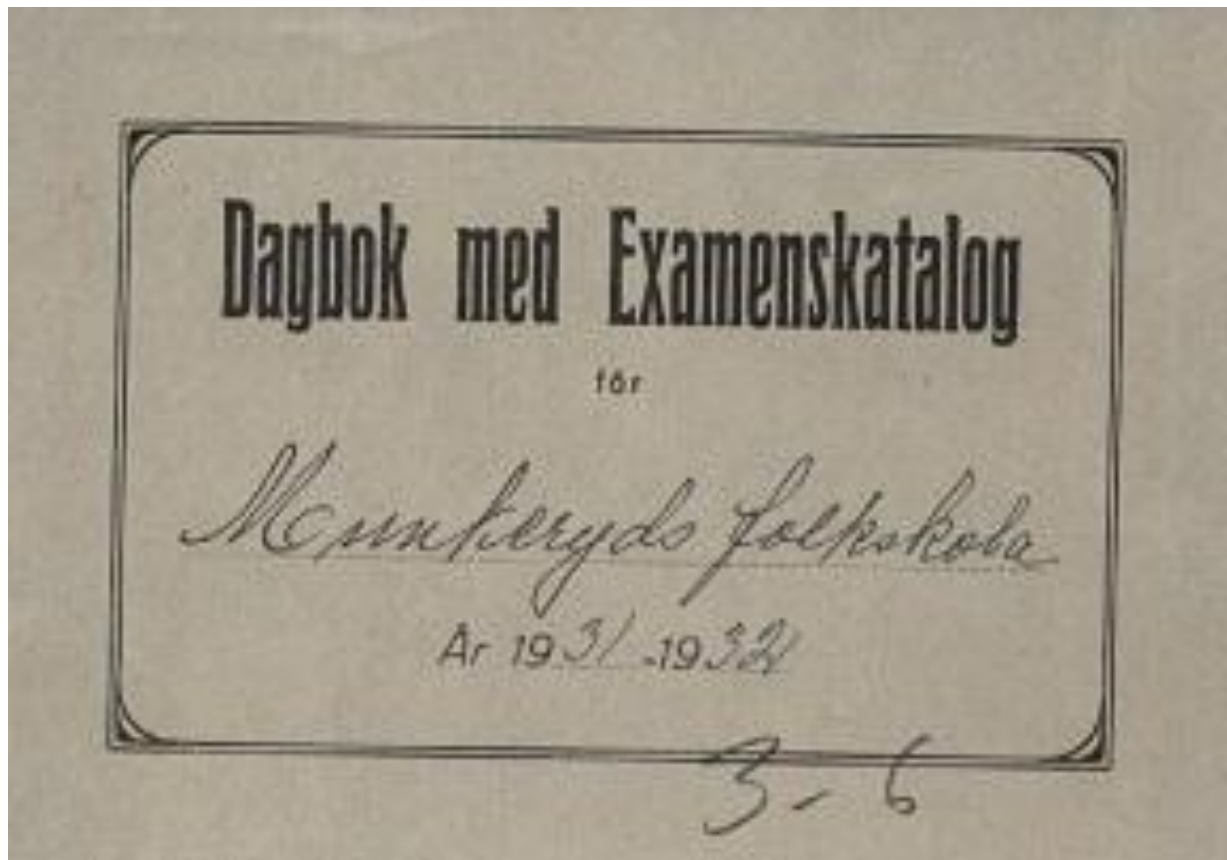 Dagbok med Examenskatalog
för
Munkeryds folkskola
År 1931-1932
3-6